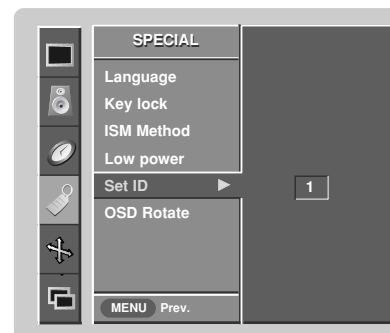 SPECIAL
Language
Key lock
ISM Method
Low power
Set ID ▶ 1
OSD Rotate
MENU Prev.